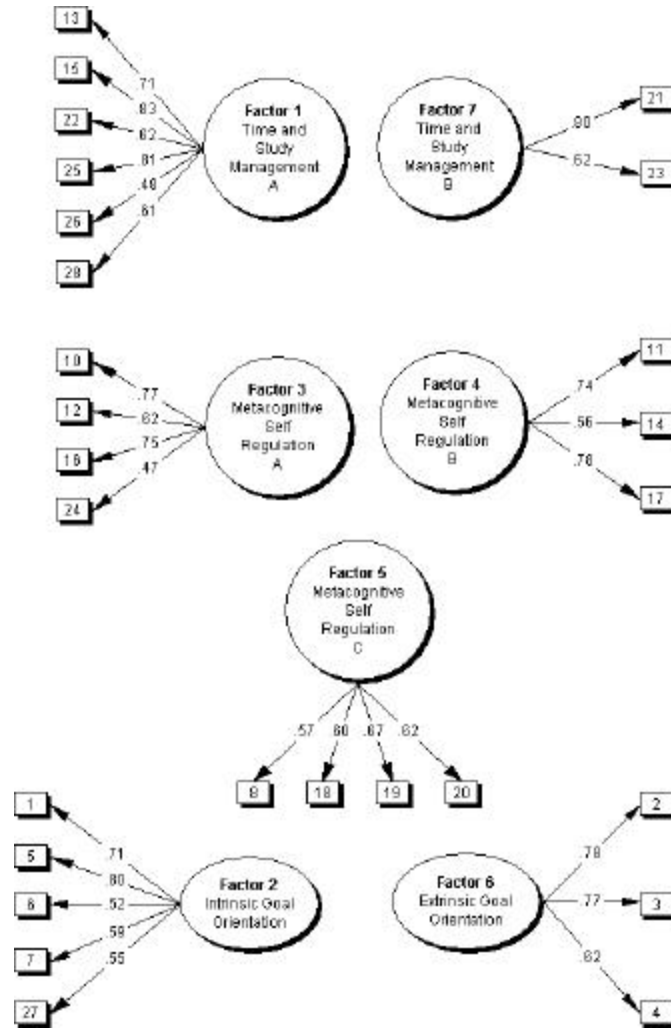 13
15
22
25
26
28
.71
.83
.62
.81
.48
.61
Factor 1
Time and
Study
Management
A
Factor 7
Time and
Study
Management
B
.80
.62
21
23
10
12
16
24
.77
.62
.75
.47
Factor 3
Metacognitive
Self
Regulation
A
Factor 4
Metacognitive
Self
Regulation
B
.74
.56
.78
11
14
17
Factor 5
Metacognitive
Self
Regulation
C
.57
.60
.67
.62
8
18
19
20
1
5
6
7
27
.71
.80
.52
.59
.55
Factor 2
Intrinsic Goal
Orientation
Factor 6
Extrinsic Goal
Orientation
.78
.77
.62
2
3
4